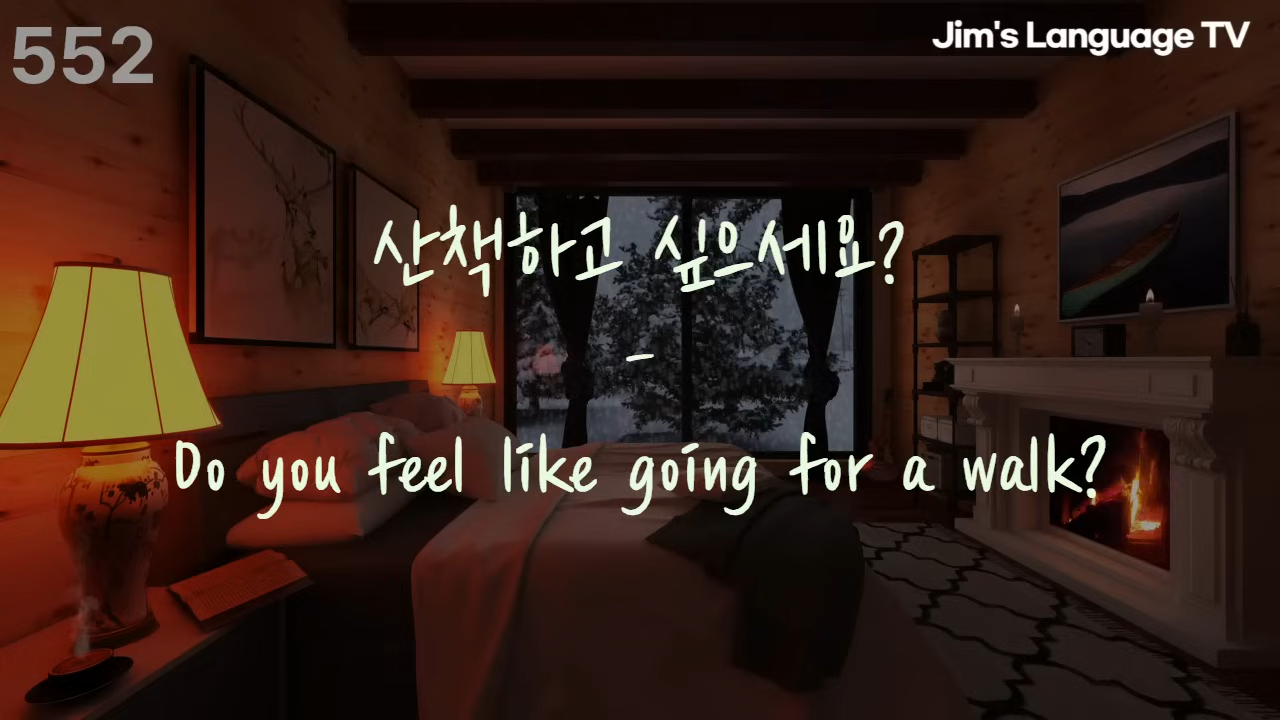 552
Jim's Language TV
산책하고 싶으세요?
-
Do you feel like going for a walk?